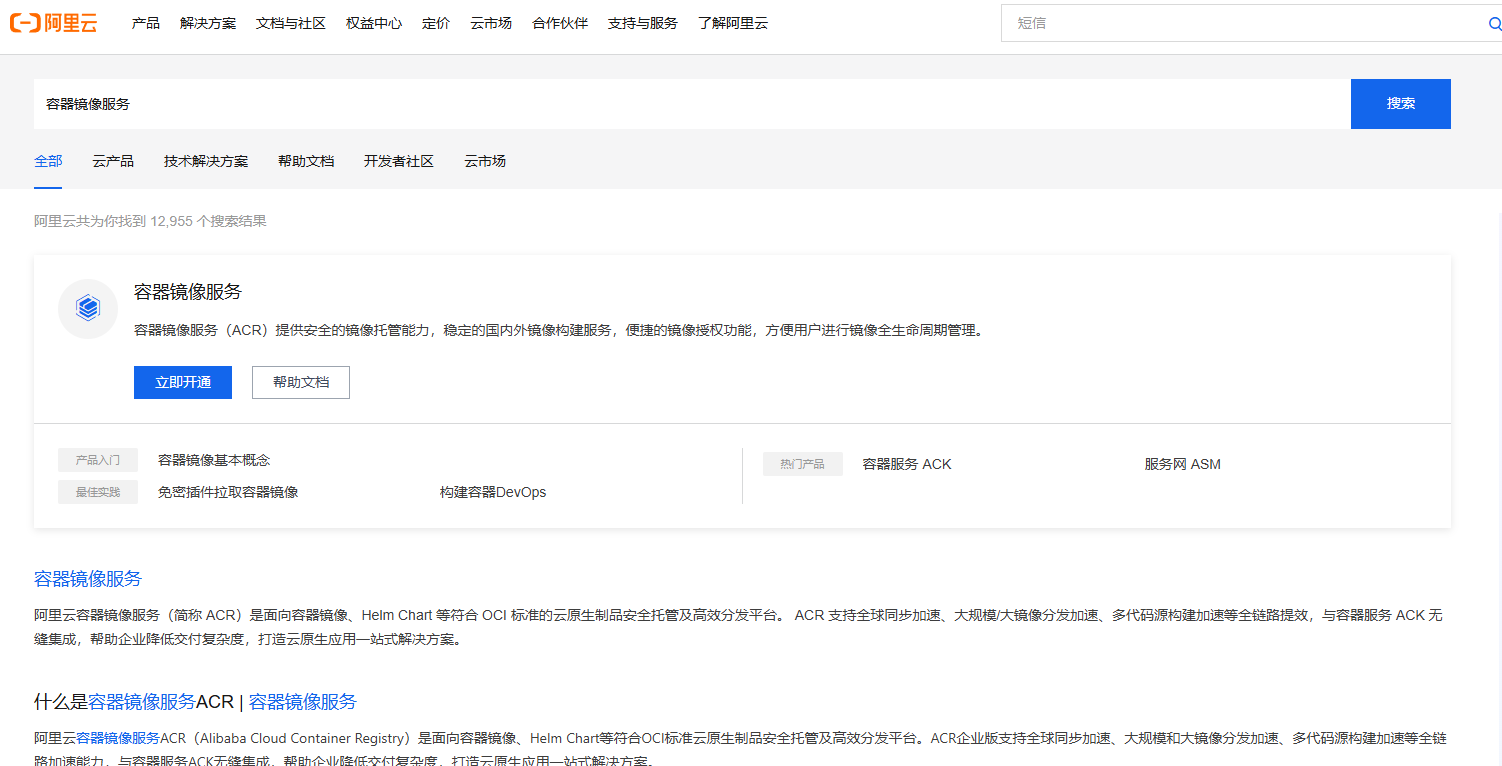 阿里云 产品 解决方案 文档与社区 权益中心 定价 云市场 合作伙伴 支持与服务 了解阿里云 短信
容器镜像服务 搜索
全部 云产品 技术解决方案 帮助文档 开发者社区 云市场
阿里云共为你找到 12,955 个搜索结果
容器镜像服务
容器镜像服务（ACR）提供安全的镜像托管能力，稳定的国内外镜像构建服务，便捷的镜像授权功能，方便用户进行镜像全生命周期管理。
立即开通 帮助文档
产品入门 容器镜像基本概念
最佳实践 免密插件拉取容器镜像 构建容器DevOps
热门产品 容器服务 ACK 服务网 ASM
容器镜像服务
阿里云容器镜像服务（简称 ACR）是面向容器镜像、Helm Chart 等符合 OCI 标准的云原生制品安全托管及高效分发平台。 ACR 支持全球同步加速、大规模/大镜像分发加速、多代码源构建加速等全链路提效，与容器服务 ACK 无
缝集成，帮助企业降低交付复杂度，打造云原生应用一站式解决方案。
什么是容器镜像服务ACR | 容器镜像服务
阿里云容器镜像服务ACR（Alibaba Cloud Container Registry）是面向容器镜像、Helm Chart等符合OCI标准云原生制品安全托管及高效分发平台。ACR企业版支持全球同步加速、大规模和大镜像分发加速、多代码源构建加速等全链
路加速能力，与容器服务ACK无缝集成，帮助企业降低交付复杂度，打造云原生应用一站式解决方案。